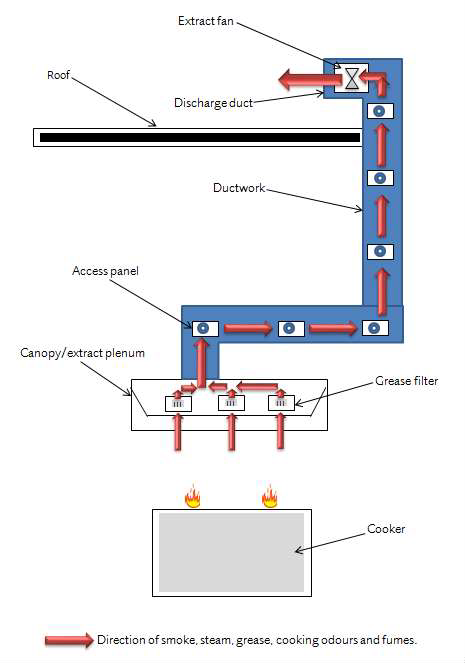 Extract fan
Roof
Discharge duct
Ductwork
Access panel
Canopy/extract plenum
Grease filter
Cooker
Direction of smoke, steam, grease, cooking odours and fumes.